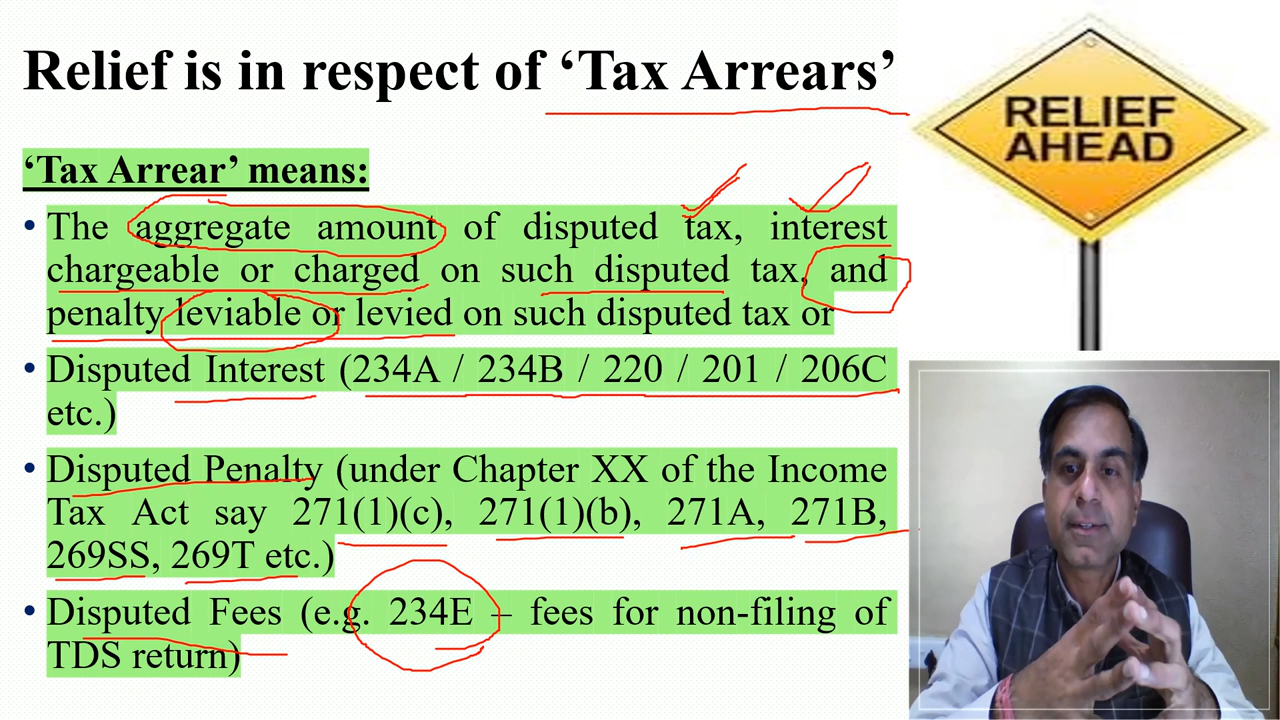 Relief is in respect of ‘Tax Arrears’
RELIEF
AHEAD
‘Tax Arrear’ means:
• The aggregate amount of disputed tax, interest
chargeable or charged on such disputed tax, and
penalty leviable or levied on such disputed tax or
• Disputed Interest (234A / 234B / 220 / 201 / 206C
etc.)
• Disputed Penalty (under Chapter XX of the Income
Tax Act say 271(1)(c), 271(1)(b), 271A, 271B,
269SS, 269T etc.)
• Disputed Fees (e.g. 234E – fees for non-filing of
TDS return)